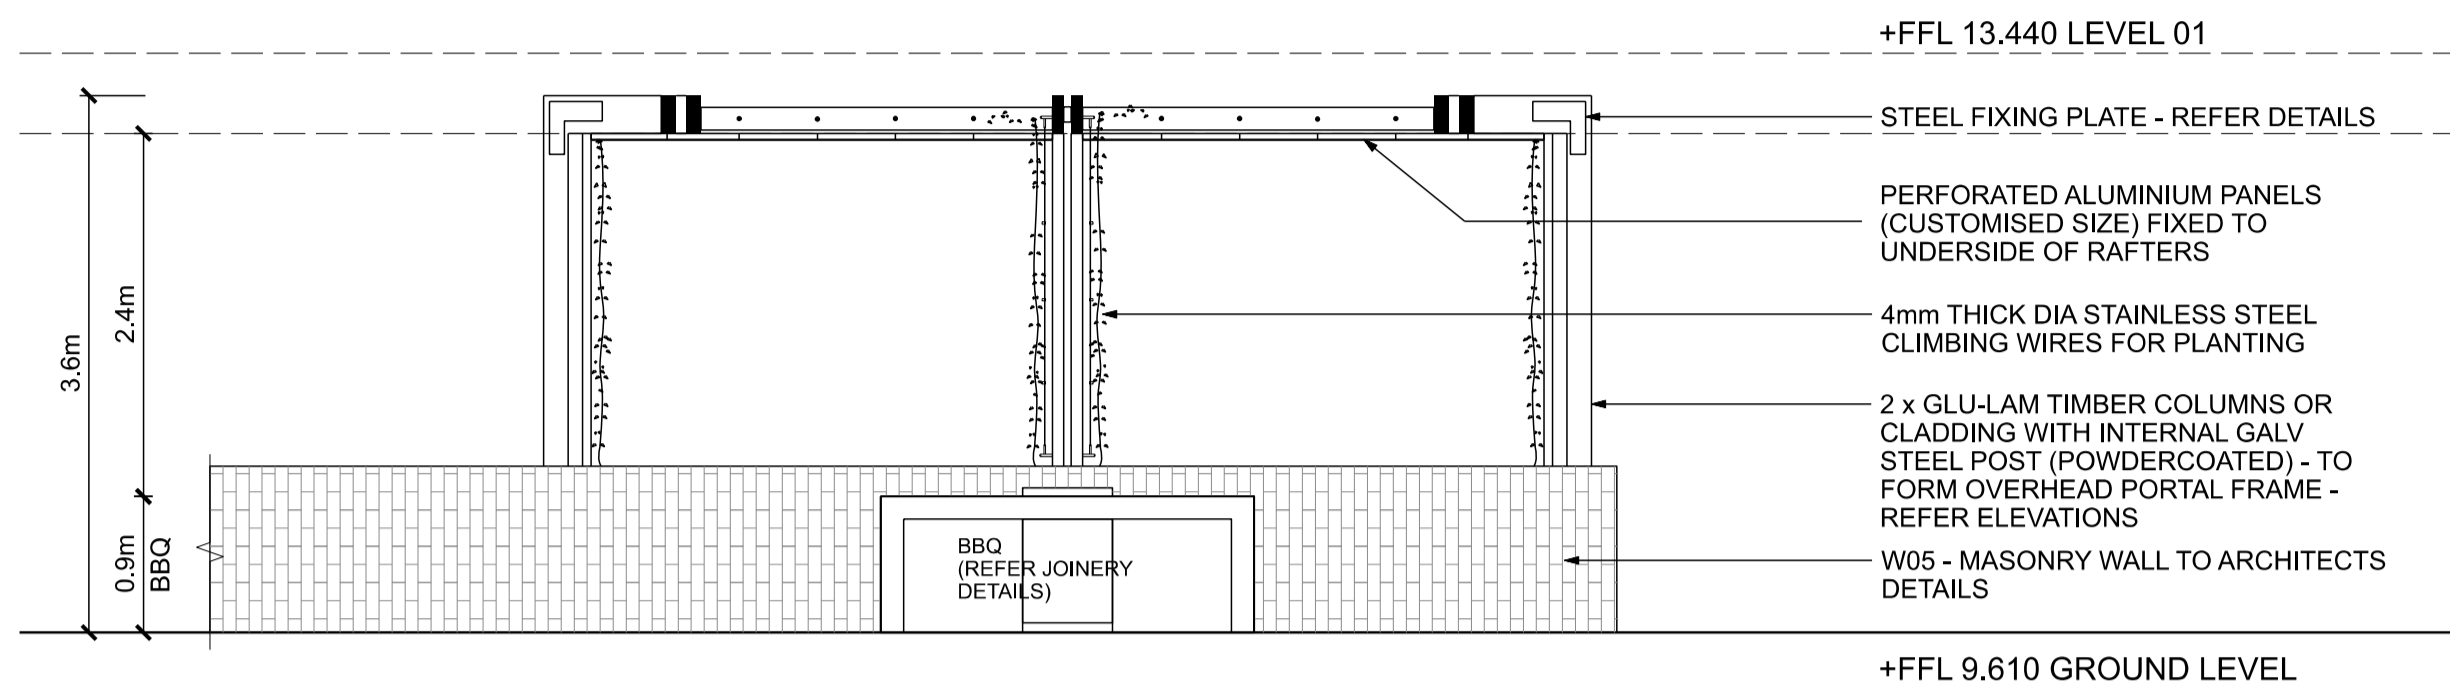 +FFL 13.440 LEVEL 01
STEEL FIXING PLATE - REFER DETAILS
PERFORATED ALUMINIUM PANELS
(CUSTOMISED SIZE) FIXED TO
UNDERSIDE OF RAFTERS
4mm THICK DIA STAINLESS STEEL
CLIMBING WIRES FOR PLANTING
2 x GLU-LAM TIMBER COLUMNS OR
CLADDING WITH INTERNAL GALV
STEEL POST (POWDERCOATED) - TO
FORM OVERHEAD PORTAL FRAME -
REFER ELEVATIONS
W05 - MASONRY WALL TO ARCHITECTS
DETAILS
3.6m
2.4m
0.9m
BBQ
BBQ
(REFER JOINERY
DETAILS)
+FFL 9.610 GROUND LEVEL